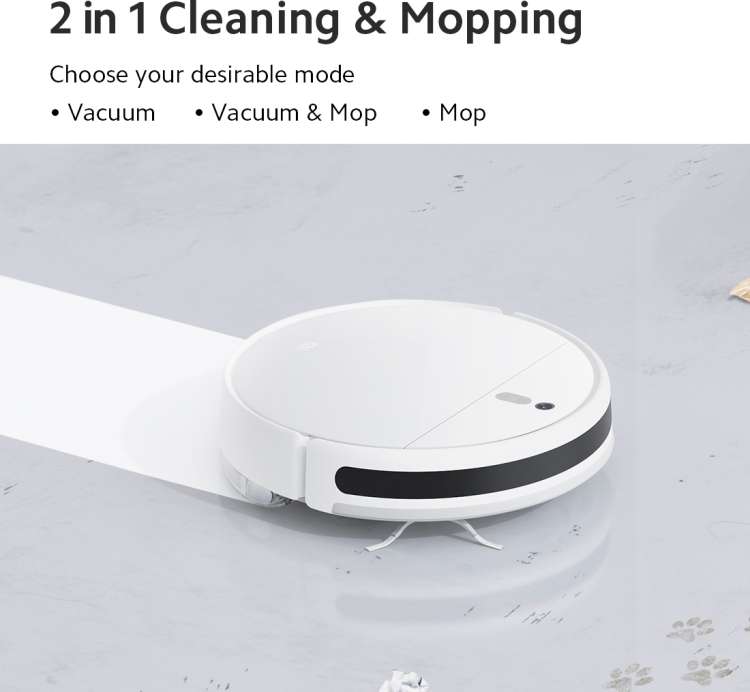 2 in 1 Cleaning & Mopping
Choose your desirable mode
• Vacuum • Vacuum & Mop • Mop